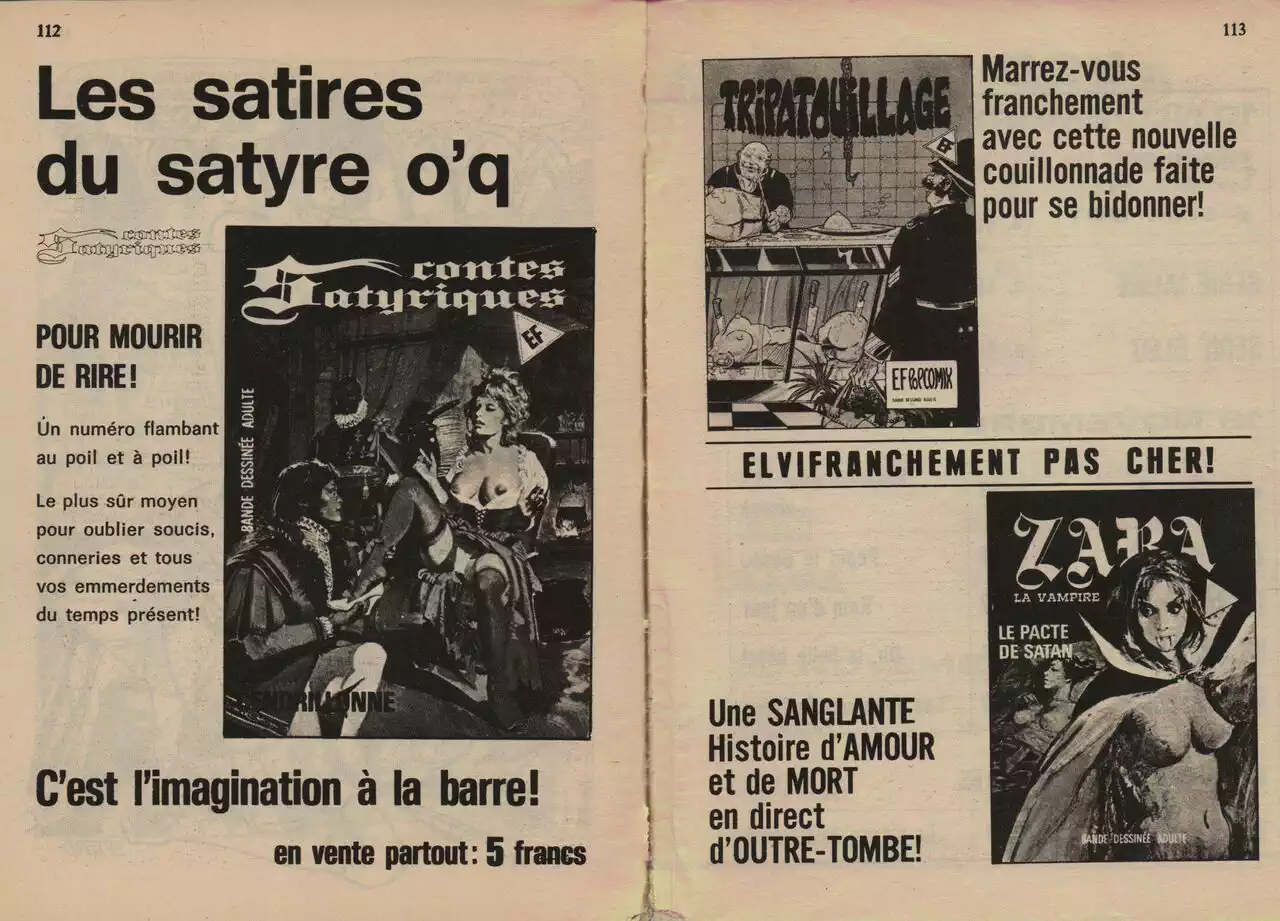 112
Les satires
du satyre o'q
contes
Satyriques
POUR MOURIR
DE RIRE!
Un numéro flambant
au poil et à poil!
Le plus sûr moyen
pour oublier soucis,
conneries et tous
vos emmerdements
du temps présent!
contes
Satyriques
EF
BANDE DESSINÉE ADULTE
C'est l'imagination à la barre!
en vente partout: 5 francs
113
TRIPATOUILLAGE
EF
EF POPCOMIX
Marrez-vous
franchement
avec cette nouvelle
couillonnade faite
pour se bidonner!
ELVIFRANCHEMENT PAS CHER!
ZARA
LA VAMPIRE
LE PACTE
DE SATAN
BANDE DESSINÉE ADULTE
Une SANGLANTE
Histoire d'AMOUR
et de MORT
en direct
d'OUTRE-TOMBE!